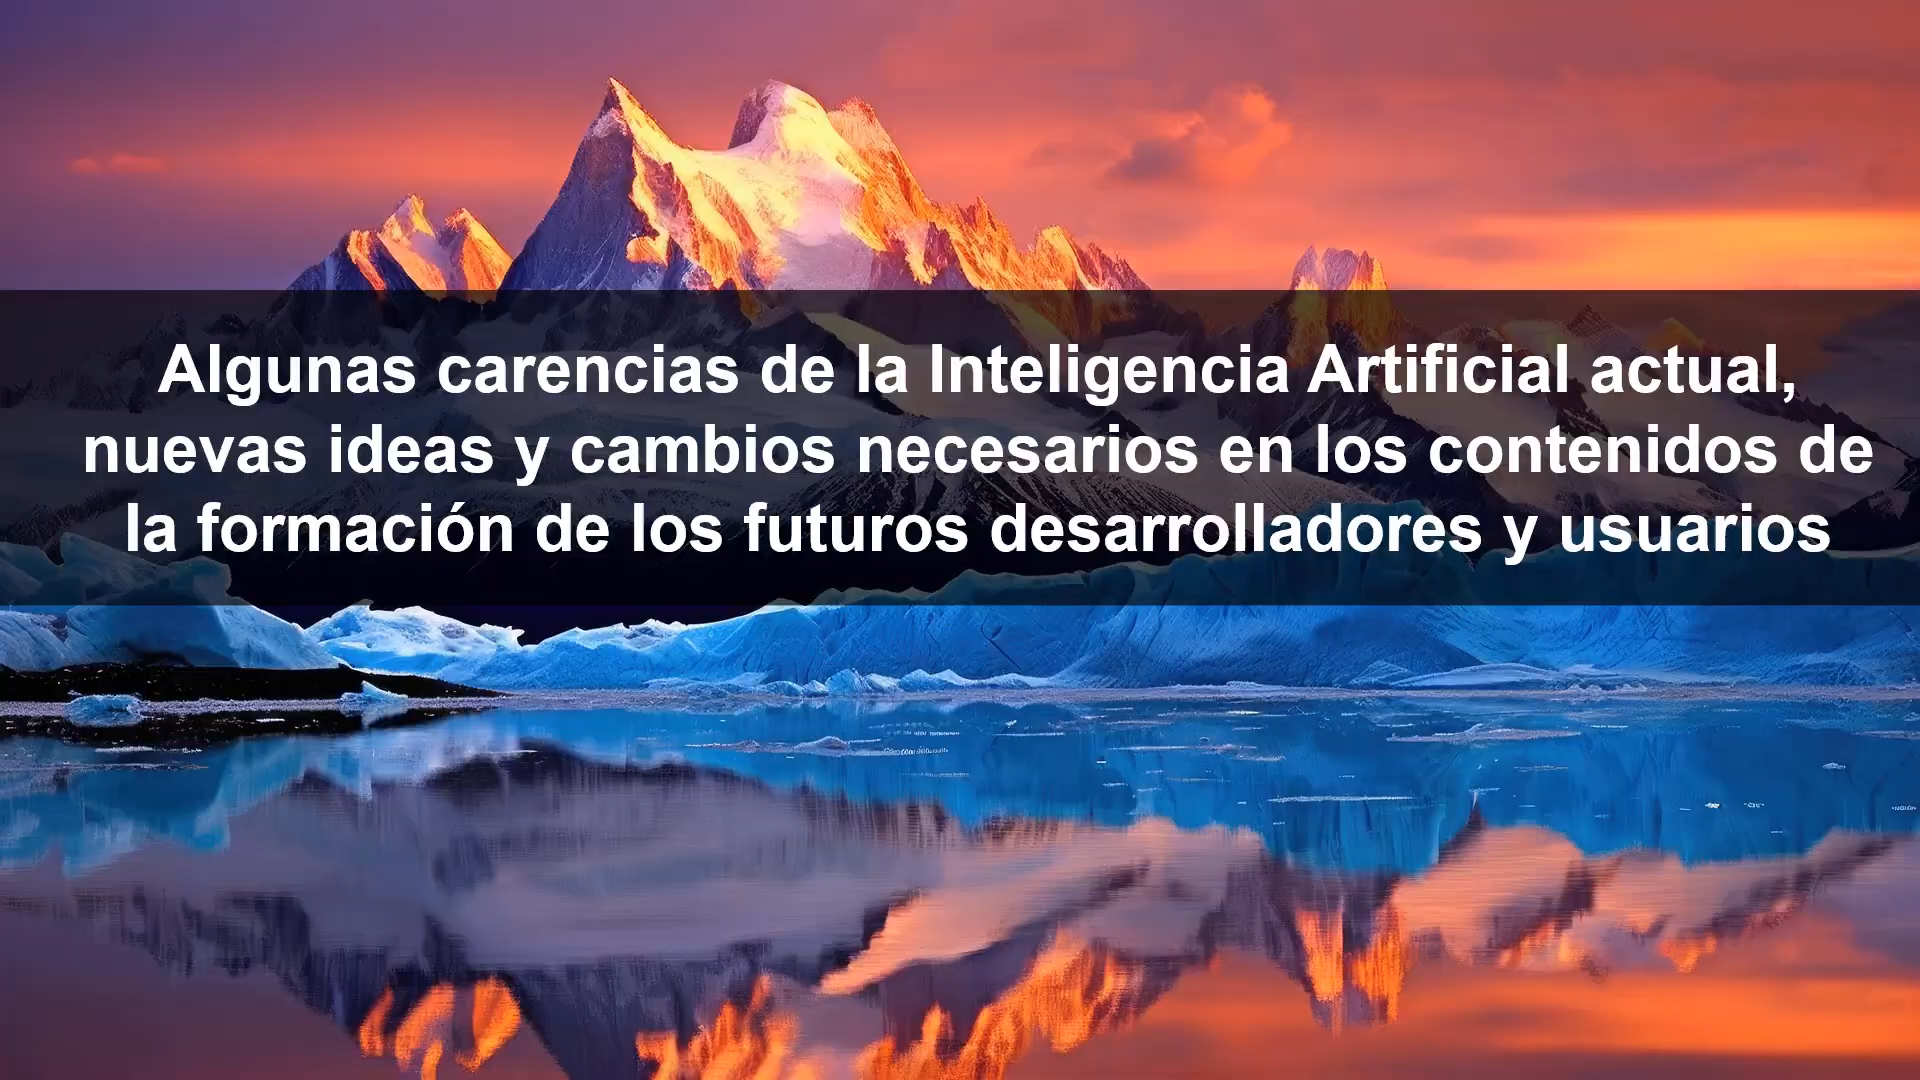 Algunas carencias de la Inteligencia Artificial actual,
nuevas ideas y cambios necesarios en los contenidos de
la formación de los futuros desarrolladores y usuarios